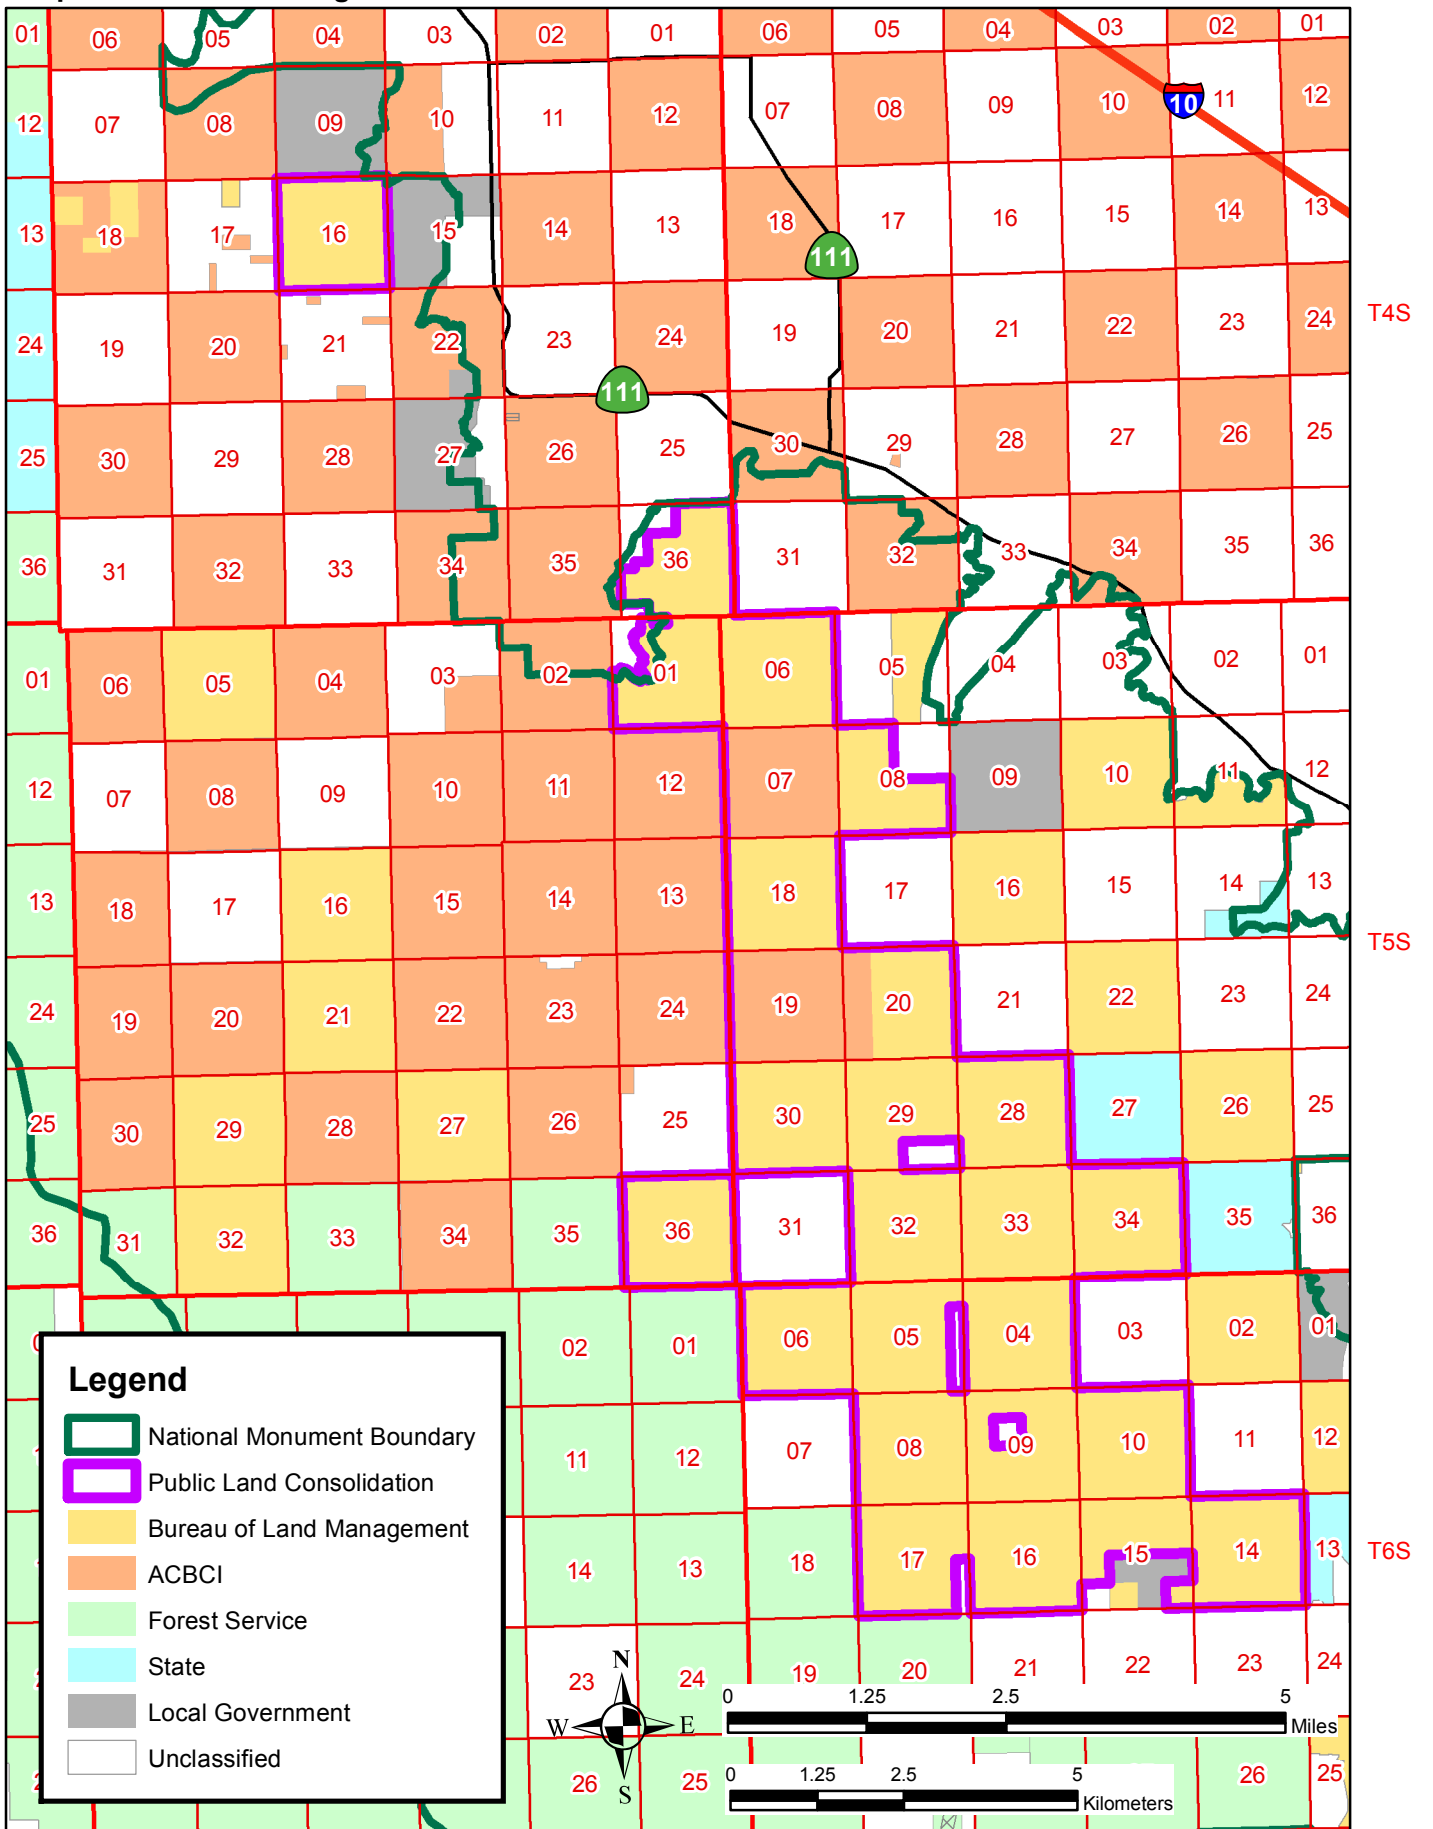 01 06 05 04 03 02 01 06 05 04 03 02 01
12 07 08 09 10 11 12 07 08 09 10 10 11 12
13 18 17 16 15 14 13 18 17 16 15 14 13
111
24 19 20 21 22 23 24 19 20 21 22 23 24 T4S
111
25 30 29 28 27 26 25 30 29 28 27 26 25
36 31 32 33 34 35 36 31 32 33 34 35 36
01 06 05 04 03 02 01 06 05 04 03 02 01
12 07 08 09 10 11 12 07 08 09 10 11 12
13 18 17 16 15 14 13 18 17 16 15 14 13
T5S
24 19 20 21 22 23 24 19 20 21 22 23 24
25 30 29 28 27 26 25 30 29 28 27 26 25
36 31 32 33 34 35 36 31 32 33 34 35 36
02 01 06 05 04 03 02 01
11 12 07 08 09 10 11 12
14 13 18 17 16 15 14 13 T6S
23 24 19 20 21 22 23 24
26 25 26 25
Legend
National Monument Boundary
Public Land Consolidation
Bureau of Land Management
ACBCI
Forest Service
State
Local Government
Unclassified
N
W E
S
0 1.25 2.5 5
Miles
0 1.25 2.5 5
Kilometers